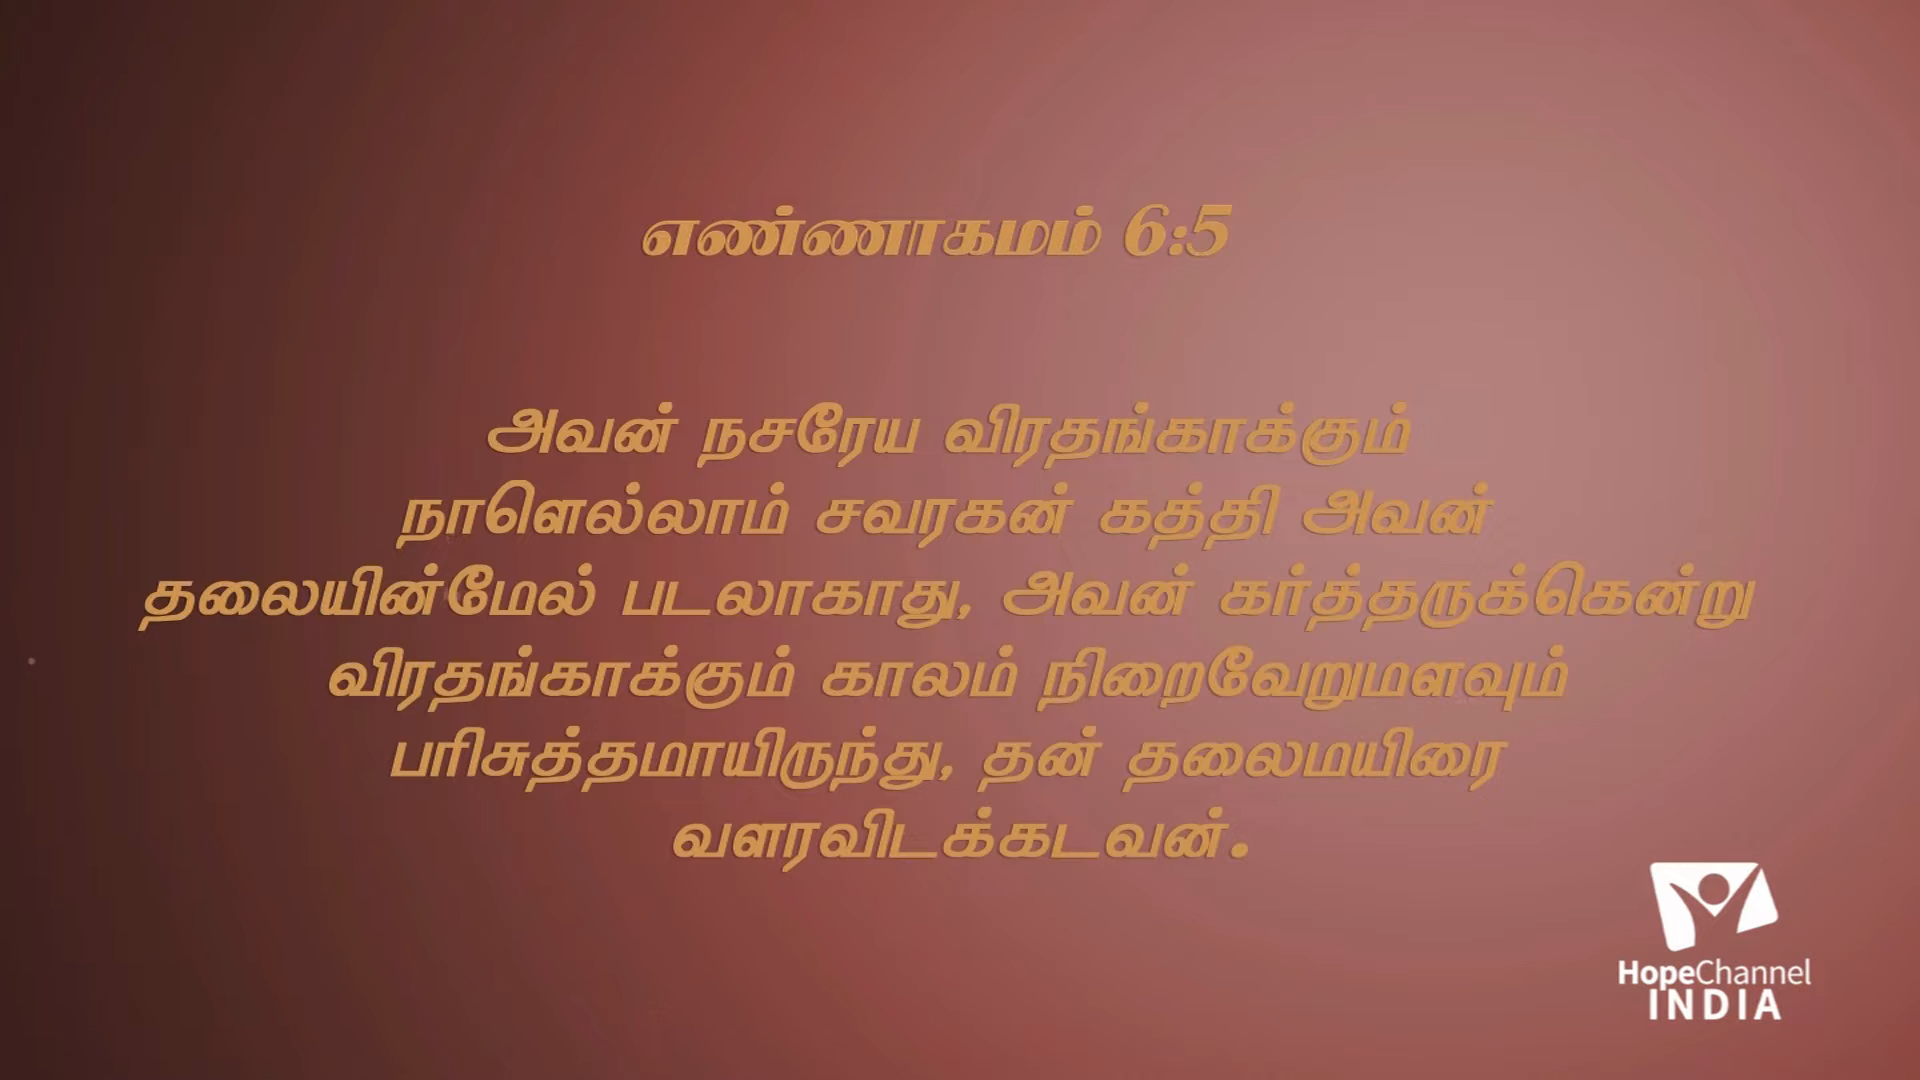 எண்ணாகமம் 6:5
அவன் நசரேய விரதங்காக்கும்
நாளெல்லாம் சவரகன் கத்தி அவன்
தலையின்மேல் படலாகாது, அவன் கர்த்தருக்கென்று
விரதங்காக்கும் காலம் நிறைவேறுமளவும்
பரிசுத்தமாயிருந்து, தன் தலைமயிரை
வளரவிடக்கடவன்.
HopeChannel
INDIA